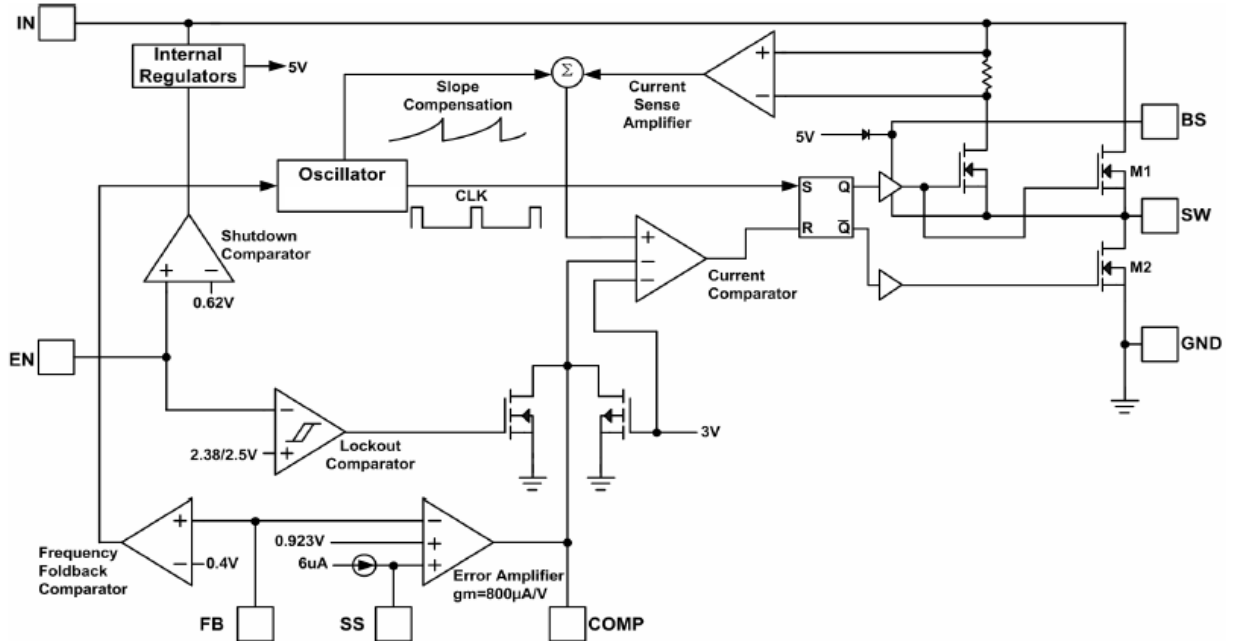 IN
Internal
Regulators
5V
Slope
Compensation
Σ
+
−
Current
Sense
Amplifier
5V
BS
Oscillator
CLK
S
Q
R
Q̅
M1
SW
Shutdown
Comparator
+
−
0.62V
+
−
−
Current
Comparator
M2
EN
GND
−
+
2.38/2.5V
Lockout
Comparator
3V
+
−
0.4V
Frequency
Foldback
Comparator
0.923V
6uA
−
+
+
Error Amplifier
gm=800µA/V
FB
SS
COMP